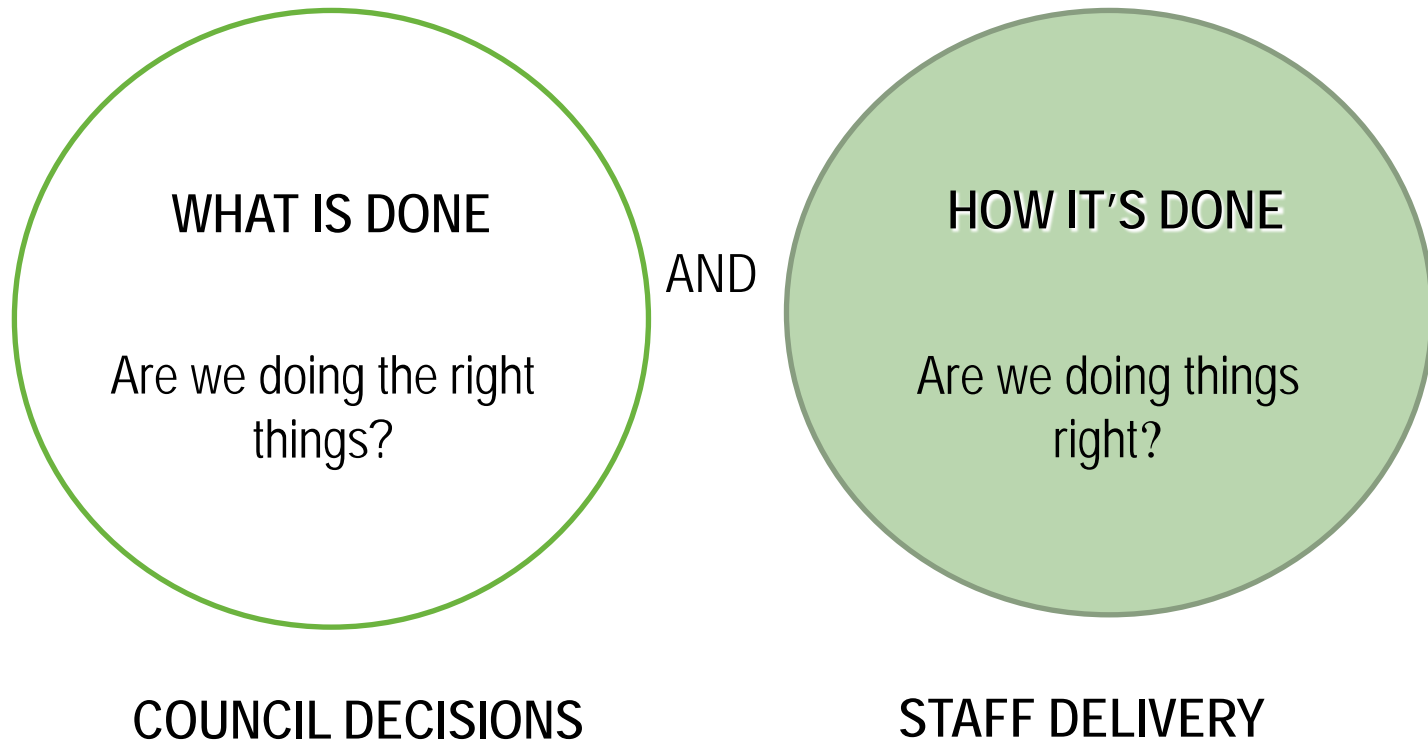 WHAT IS DONE
Are we doing the right
things?
AND
HOW IT'S DONE
Are we doing things
right?
COUNCIL DECISIONS
STAFF DELIVERY